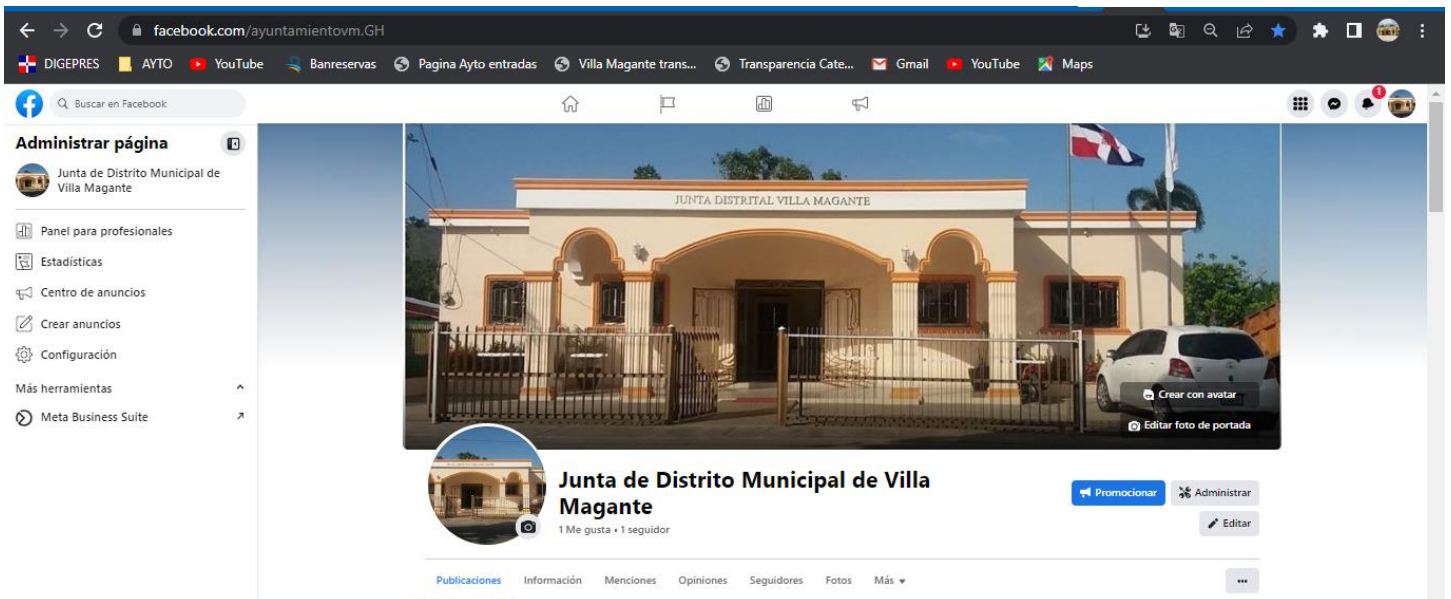 facebook.com/ayuntamientovm.GH
DIGEPRES AYTO YouTube Banreservas Pagina Ayto entradas Villa Magante trans... Transparencia Cate... Gmail YouTube Maps
Buscar en Facebook
1
Administrar página
Junta de Distrito Municipal de
Villa Magante
Panel para profesionales
Estadísticas
Centro de anuncios
Crear anuncios
Configuración
Más herramientas
Meta Business Suite
JUNTA DISTRITAL VILLA MAGANTE
Crear con avatar
Editar foto de portada
Junta de Distrito Municipal de Villa
Magante
1 Me gusta • 1 seguidor
Promocionar Administrar
Editar
Publicaciones Información Menciones Opiniones Seguidores Fotos Más